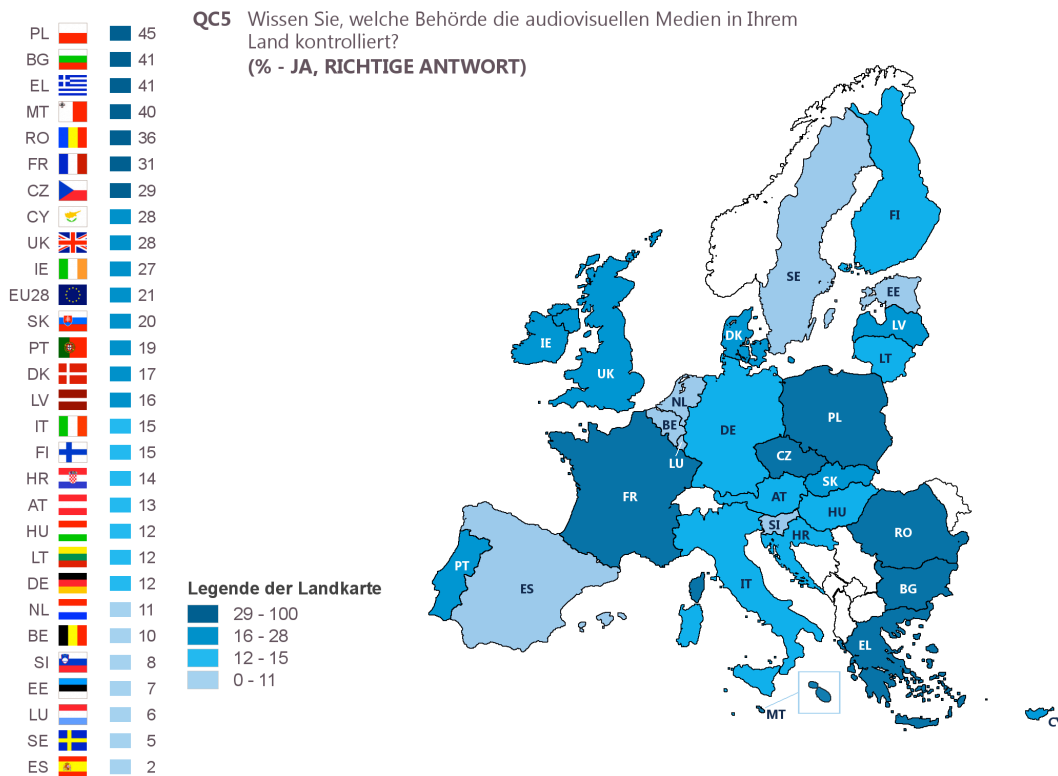 QC5 Wissen Sie, welche Behörde die audiovisuellen Medien in Ihrem
Land kontrolliert?
(% - JA, RICHTIGE ANTWORT)
PL 45
BG 41
EL 41
MT 40
RO 36
FR 31
CZ 29
CY 28
UK 28
IE 27
EU28 21
SK 20
PT 19
DK 17
LV 16
IT 15
FI 15
HR 14
AT 13
HU 12
LT 12
DE 12
NL 11
BE 10
SI 8
EE 7
LU 6
SE 5
ES 2
Legende der Landkarte
29 - 100
16 - 28
12 - 15
0 - 11
FI
SE
EE
LV
LT
DK
IE
UK
NL
BE
DE
PL
LU
CZ
SK
FR
AT
HU
SI
HR
RO
PT
ES
IT
BG
EL
MT
C